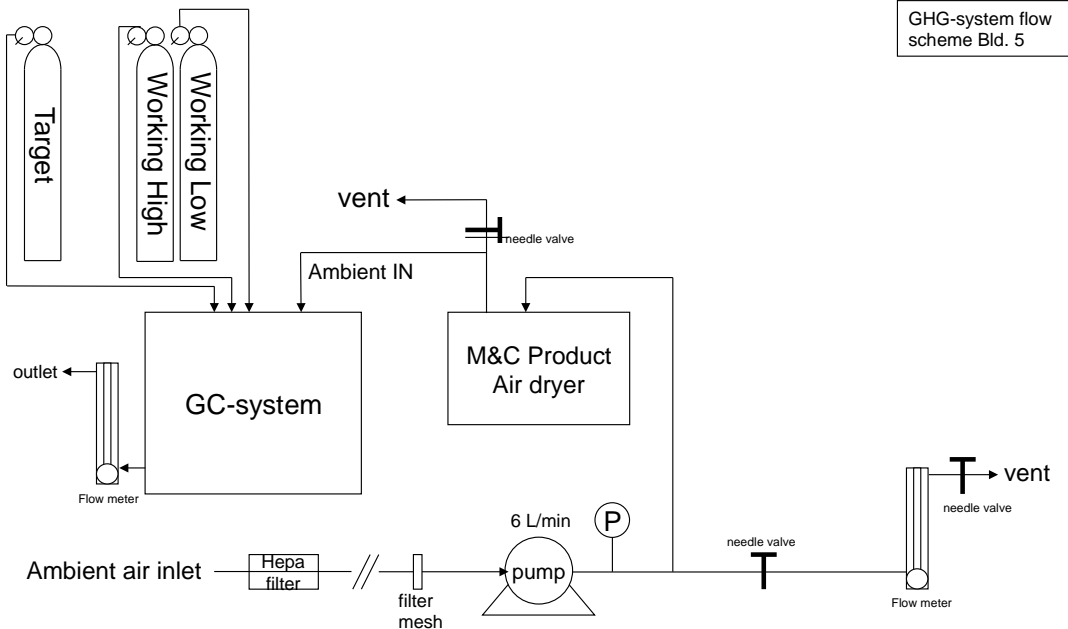 GHG-system flow
scheme Bld. 5
Target
Working High
Working Low
vent
needle valve
Ambient IN
M&C Product
Air dryer
GC-system
outlet
Flow meter
vent
needle valve
6 L/min
P
needle valve
Ambient air inlet
Hepa
filter
pump
filter
mesh
Flow meter